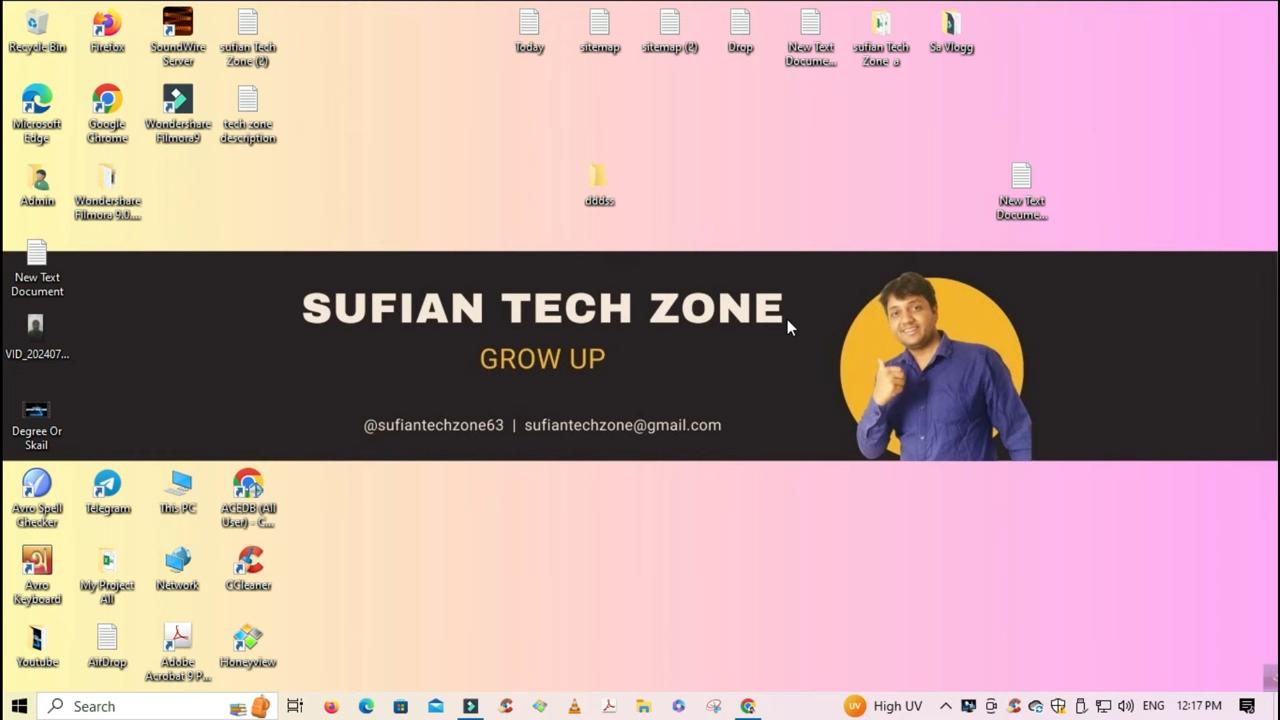 Recycle Bin
Firefox
SoundWire
Server
sufian Tech
Zone (2)
Today
sitemap
sitemap (2)
Drop
New Text
Docume...
sufian Tech
Zone a
Sa Vlogg
Microsoft
Edge
Google
Chrome
Wondershare
Filmora9
tech zone
description
Admin
Wondershare
Filmora 9.0....
dddss
New Text
Docume...
New Text
Document
VID_202407...
Degree Or
Skail
SUFIAN TECH ZONE
GROW UP
@sufiantechzone63 | sufiantechzone@gmail.com
Avro Spell
Checker
Telegram
This PC
ACEDB (All
User) - C...
Avro
Keyboard
My Project
All
Network
CCleaner
Youtube
AirDrop
Adobe
Acrobat 9 P...
Honeyview
Search
UV
High UV
ENG
12:17 PM